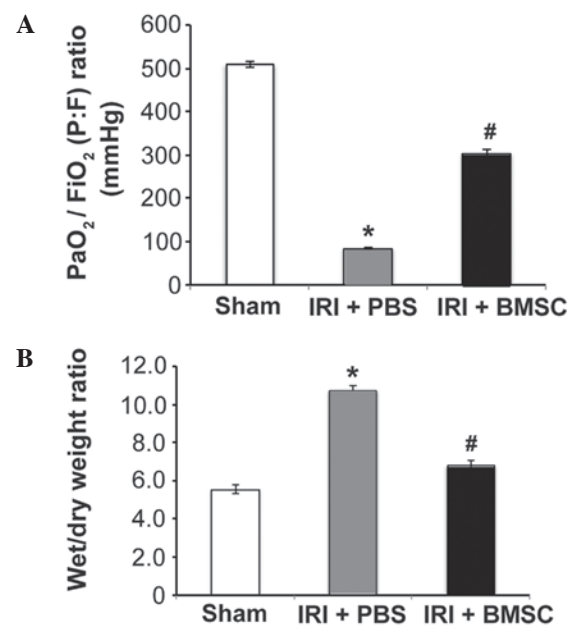 A
PaO2 / FiO2 (P:F) ratio
(mmHg)
600
500
400
300
200
100
0
*
#
Sham
IRI + PBS
IRI + BMSC
B
Wet/dry weight ratio
12.0
10.0
8.0
6.0
4.0
2.0
0
*
#
Sham
IRI + PBS
IRI + BMSC